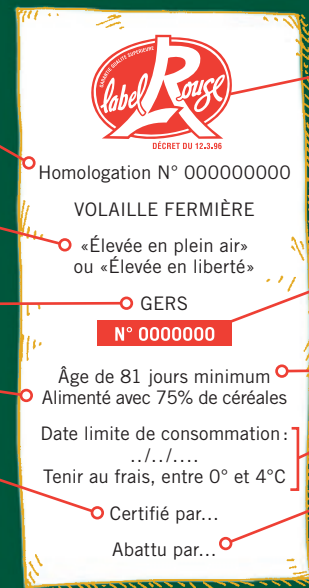 GARANTIE QUALITÉ SUPÉRIEURE
label Rouge
DÉCRET DU 12.3.96
Homologation N° 000000000
VOLAILLE FERMIÈRE
«Élevée en plein air»
ou «Élevée en liberté»
GERS
N° 0000000
Âge de 81 jours minimum
Alimenté avec 75% de céréales
Date limite de consommation:
../../....
Tenir au frais, entre 0° et 4°C
Certifié par...
Abattu par...